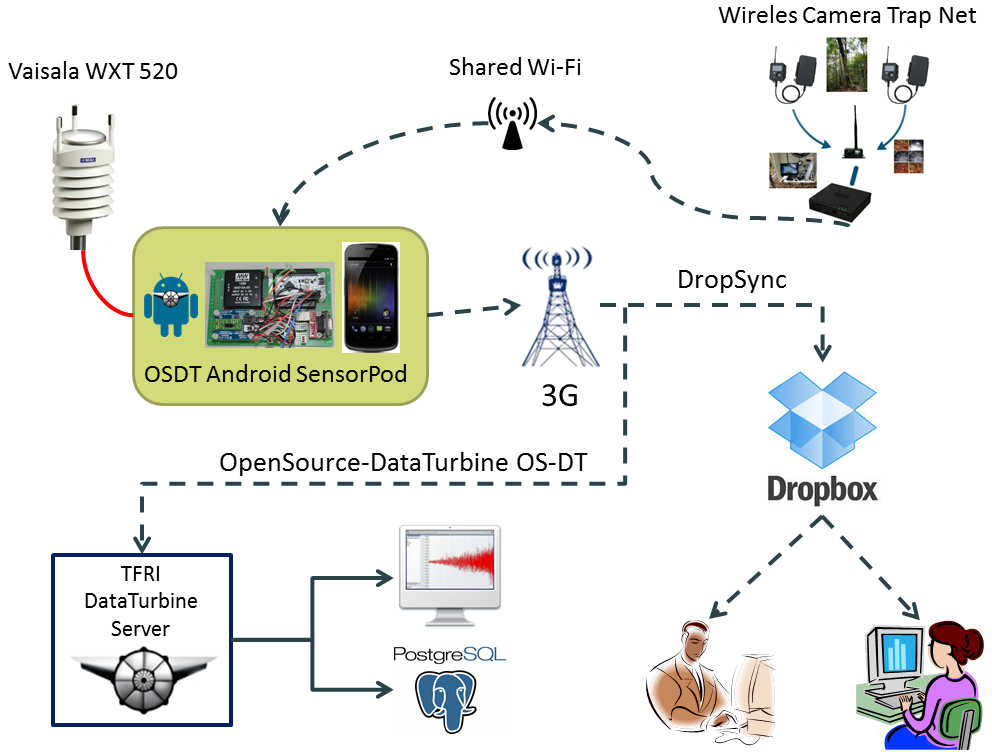 Wireles Camera Trap Net
Vaisala WXT 520
Shared Wi-Fi
DropSync
OSDT Android SensorPod
3G
OpenSource-DataTurbine OS-DT
Dropbox
TFRI
DataTurbine
Server
PostgreSQL